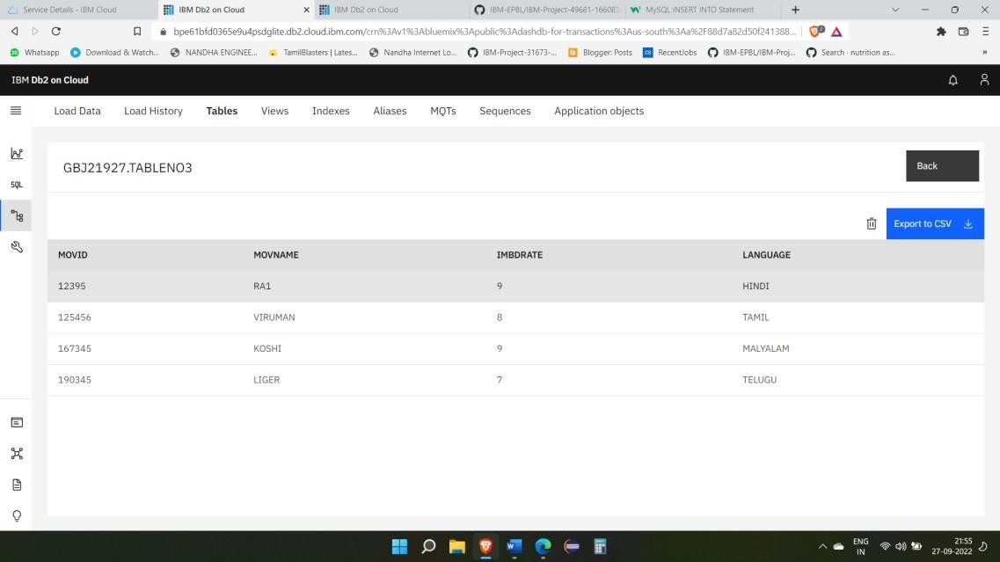 Service Details - IBM Cloud
IBM Db2 on Cloud
IBM Db2 on Cloud
IBM-EPBL/IBM-Project-49681-166083
MySQL INSERT INTO Statement
bpe61bfd0365e9u4psdglite.db2.cloud.ibm.com/crn%3Av1%3Abluemix%3Apublic%3Adashdb-for-transactions%3Aus-south%3Aa%2F88d7a82d50f241388...
Whatsapp
Download & Watch...
NANDHA ENGINEE...
TamilBlasters | Lates...
Nandha Internet Lo...
IBM-Project-31673-...
Blogger: Posts
RecentJobs
IBM-EPBL/IBM-Proj...
Search · nutrition as...
IBM Db2 on Cloud
Load Data
Load History
Tables
Views
Indexes
Aliases
MQTs
Sequences
Application objects
SQL
GBJ21927.TABLENO3
Back
Export to CSV
MOVID MOVNAME IMBDRATE LANGUAGE
12395 RA1 9 HINDI
125456 VIRUMAN 8 TAMIL
167345 KOSHI 9 MALYALAM
190345 LIGER 7 TELUGU
ENG
IN
21:55
27-09-2022